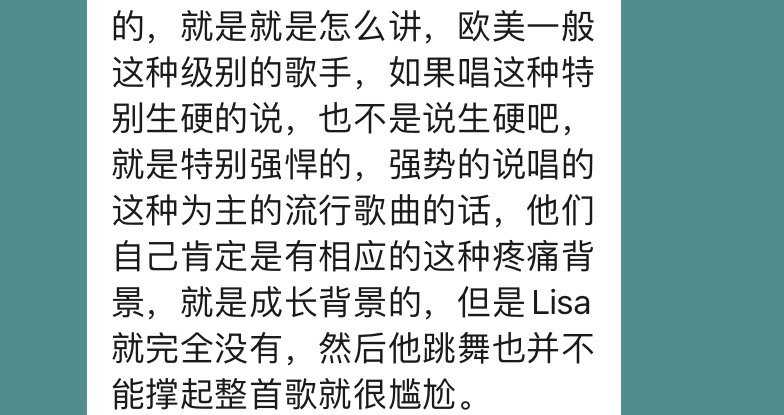 的，就是就是怎么讲，欧美一般
这种级别的歌手，如果唱这种特
别生硬的说，也不是说生硬吧，
就是特别强悍的，强势的说唱的
这种为主的流行歌曲的话，他们
自己肯定是有相应的这种疼痛背
景，就是成长背景的，但是Lisa
就完全没有，然后他跳舞也并不
能撑起整首歌就很尴尬。